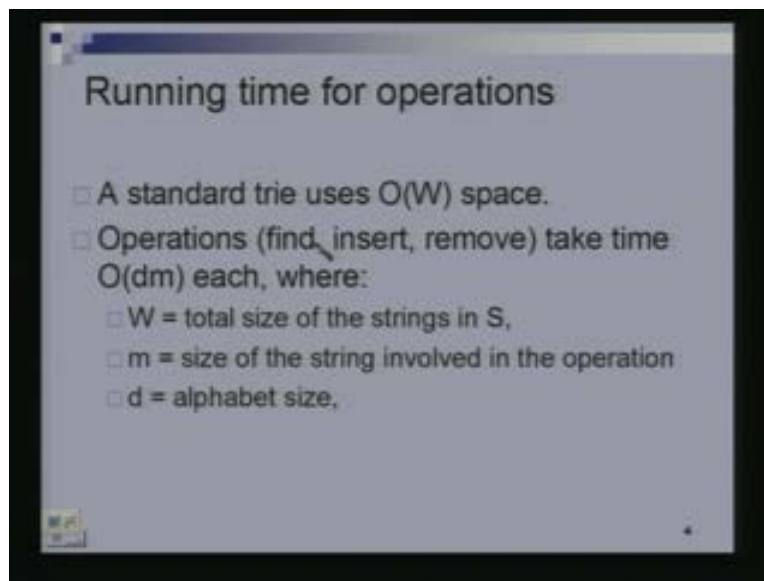 Running time for operations
A standard trie uses O(W) space.
Operations (find, insert, remove) take time
O(dm) each, where:
W = total size of the strings in S,
m = size of the string involved in the operation
d = alphabet size,
4